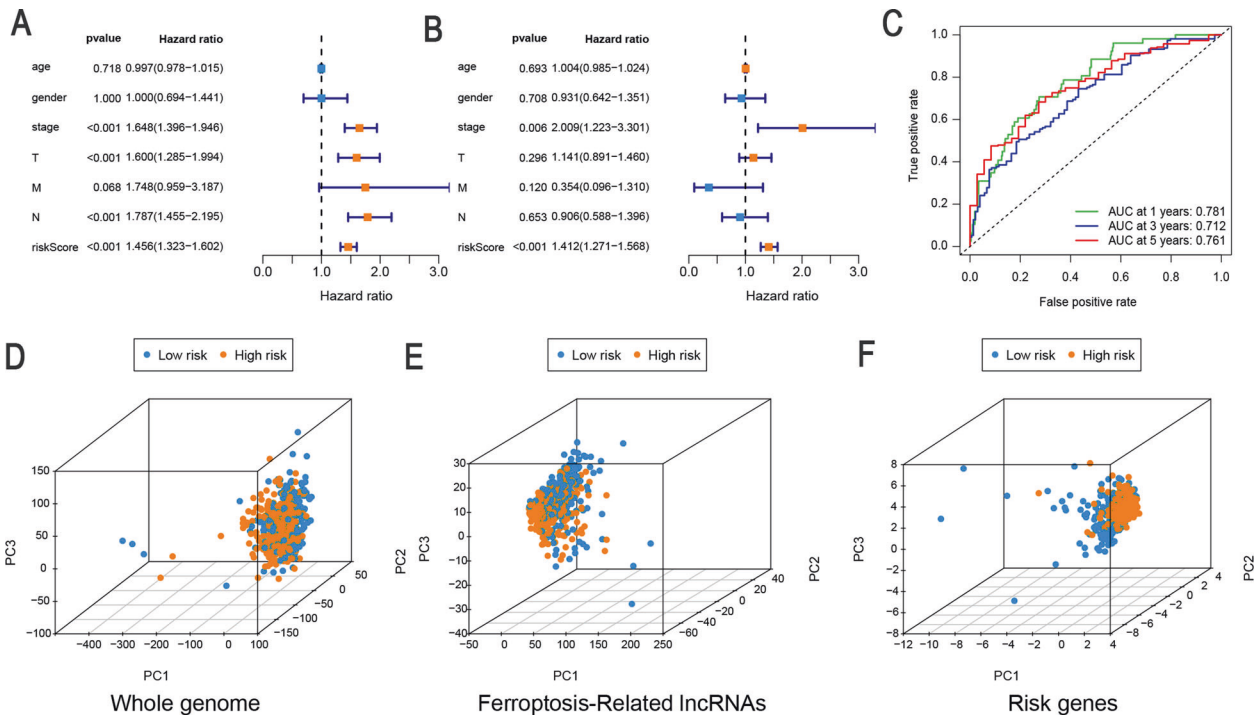 A
pvalue Hazard ratio
age 0.718 0.997(0.978−1.015)
gender 1.000 1.000(0.694−1.441)
stage <0.001 1.648(1.396−1.946)
T <0.001 1.600(1.285−1.994)
M 0.068 1.748(0.959−3.187)
N <0.001 1.787(1.455−2.195)
riskScore <0.001 1.456(1.323−1.602)
0.0 1.0 2.0 3.0
Hazard ratio
B
pvalue Hazard ratio
age 0.693 1.004(0.985−1.024)
gender 0.708 0.931(0.642−1.351)
stage 0.006 2.009(1.223−3.301)
T 0.296 1.141(0.891−1.460)
M 0.120 0.354(0.096−1.310)
N 0.653 0.906(0.588−1.396)
riskScore <0.001 1.412(1.271−1.568)
0.0 1.0 2.0 3.0
Hazard ratio
C
True positive rate
1.0
0.8
0.6
0.4
0.2
0.0
AUC at 1 years: 0.781
AUC at 3 years: 0.712
AUC at 5 years: 0.761
0.0 0.2 0.4 0.6 0.8 1.0
False positive rate
D
Low risk High risk
PC3
150
100
50
0
−50
−100
−400 −300 −200 −100 0 100
−150
−100
−50
0
50
PC2
PC1
Whole genome
E
Low risk High risk
PC3
30
20
10
0
−10
−20
−30
−40
0 50 100 150 200 250
−60
−40
−20
0
20
40
PC2
PC1
Ferroptosis-Related lncRNAs
F
Low risk High risk
PC3
8
6
4
2
0
−2
−4
−6
−8
−12 −10 −8 −6 −4 −2 0 2 4
−8
−6
−4
−2
0
2
4
PC2
PC1
Risk genes